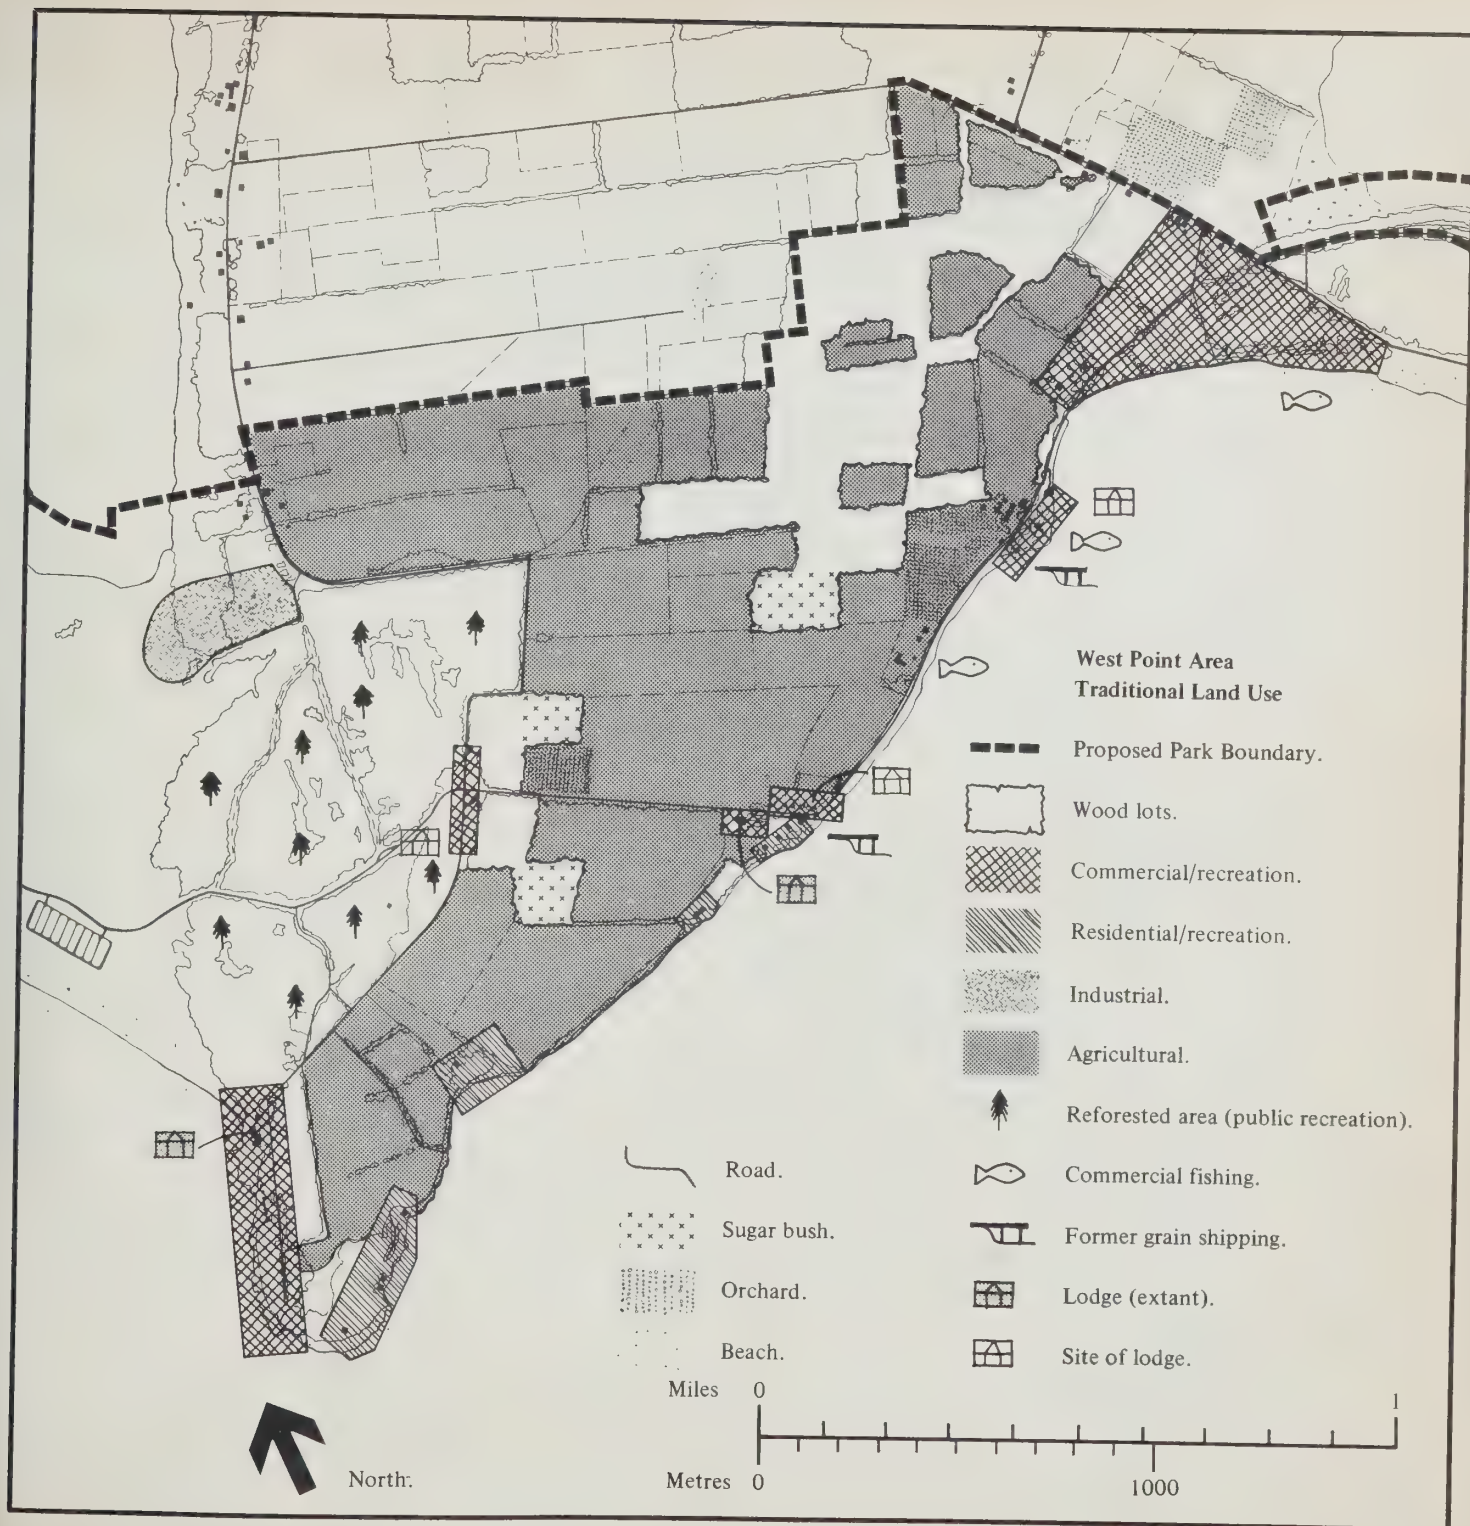 West Point Area
Traditional Land Use
Proposed Park Boundary.
Wood lots.
Commercial/recreation.
Residential/recreation.
Industrial.
Agricultural.
Reforested area (public recreation).
Commercial fishing.
Former grain shipping.
Lodge (extant).
Site of lodge.
Road.
Sugar bush.
Orchard.
Beach.
Miles 0 1
Metres 0 1000
North.